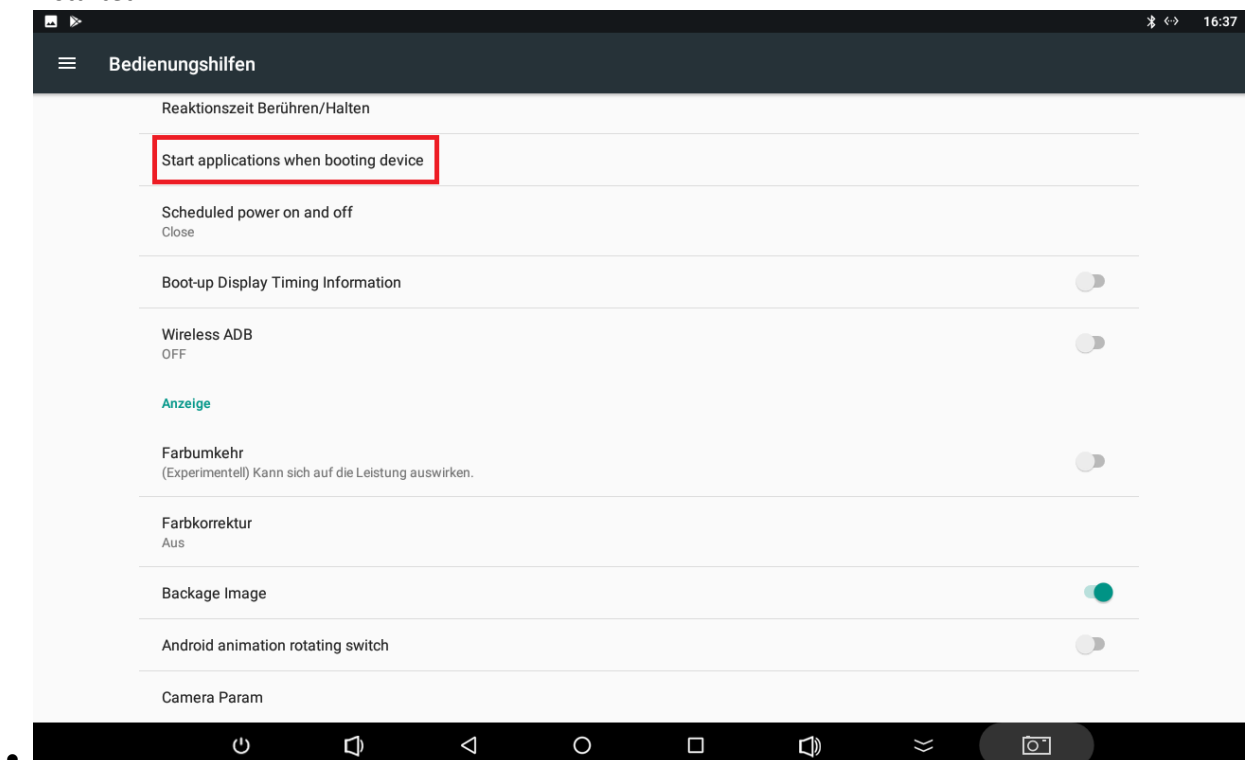 16:37
Bedienungshilfen
Reaktionszeit Berühren/Halten
Start applications when booting device
Scheduled power on and off
Close
Boot-up Display Timing Information
Wireless ADB
OFF
Anzeige
Farbumkehr
(Experimentell) Kann sich auf die Leistung auswirken.
Farbkorrektur
Aus
Backage Image
Android animation rotating switch
Camera Param